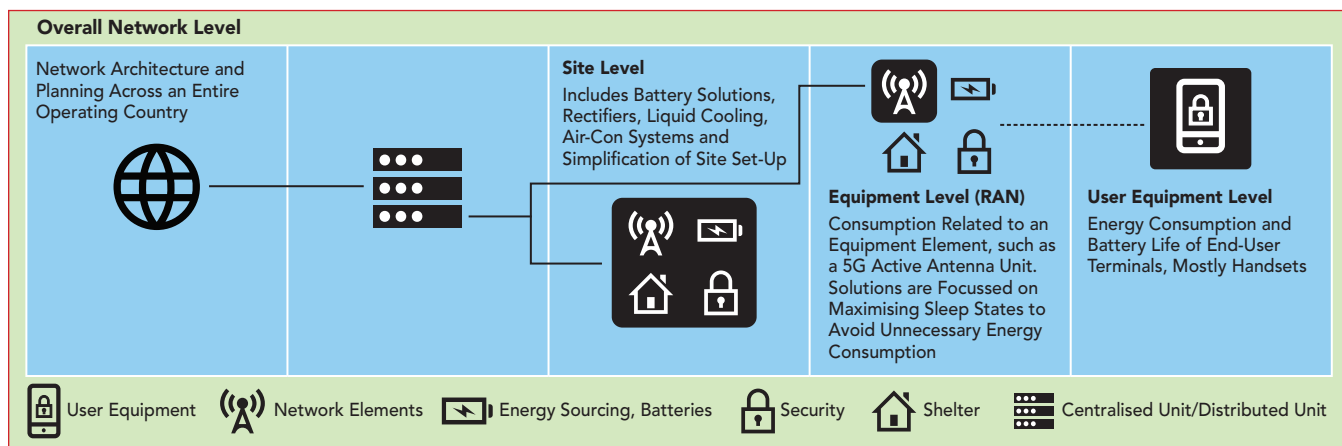 Overall Network Level
Network Architecture and
Planning Across an Entire
Operating Country
Site Level
Includes Battery Solutions,
Rectifiers, Liquid Cooling,
Air-Con Systems and
Simplification of Site Set-Up
Equipment Level (RAN)
Consumption Related to an
Equipment Element, such as
a 5G Active Antenna Unit.
Solutions are Focussed on
Maximising Sleep States to
Avoid Unnecessary Energy
Consumption
User Equipment Level
Energy Consumption and
Battery Life of End-User
Terminals, Mostly Handsets
User Equipment
Network Elements
Energy Sourcing, Batteries
Security
Shelter
Centralised Unit/Distributed Unit